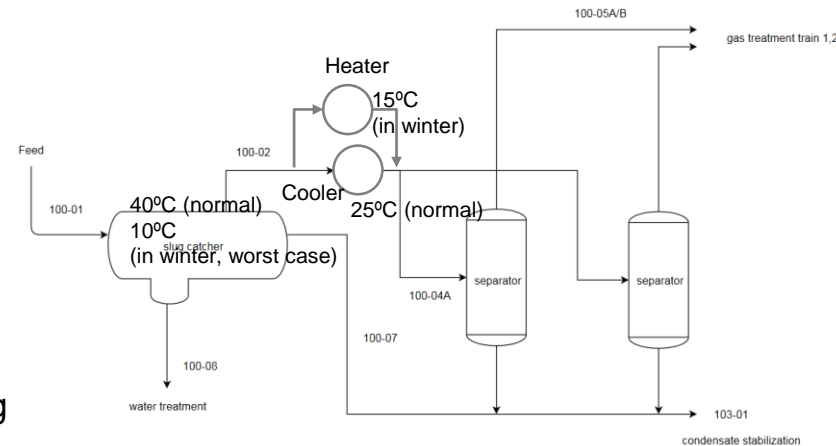 100-05A/B
gas treatment train 1,2
Heater
15ºC
(in winter)
Feed
100-02
Cooler
25ºC (normal)
100-01
40ºC (normal)
10ºC
slug catcher
(in winter, worst case)
separator
separator
100-04A
100-07
100-08
water treatment
g
103-01
condensate stabilization